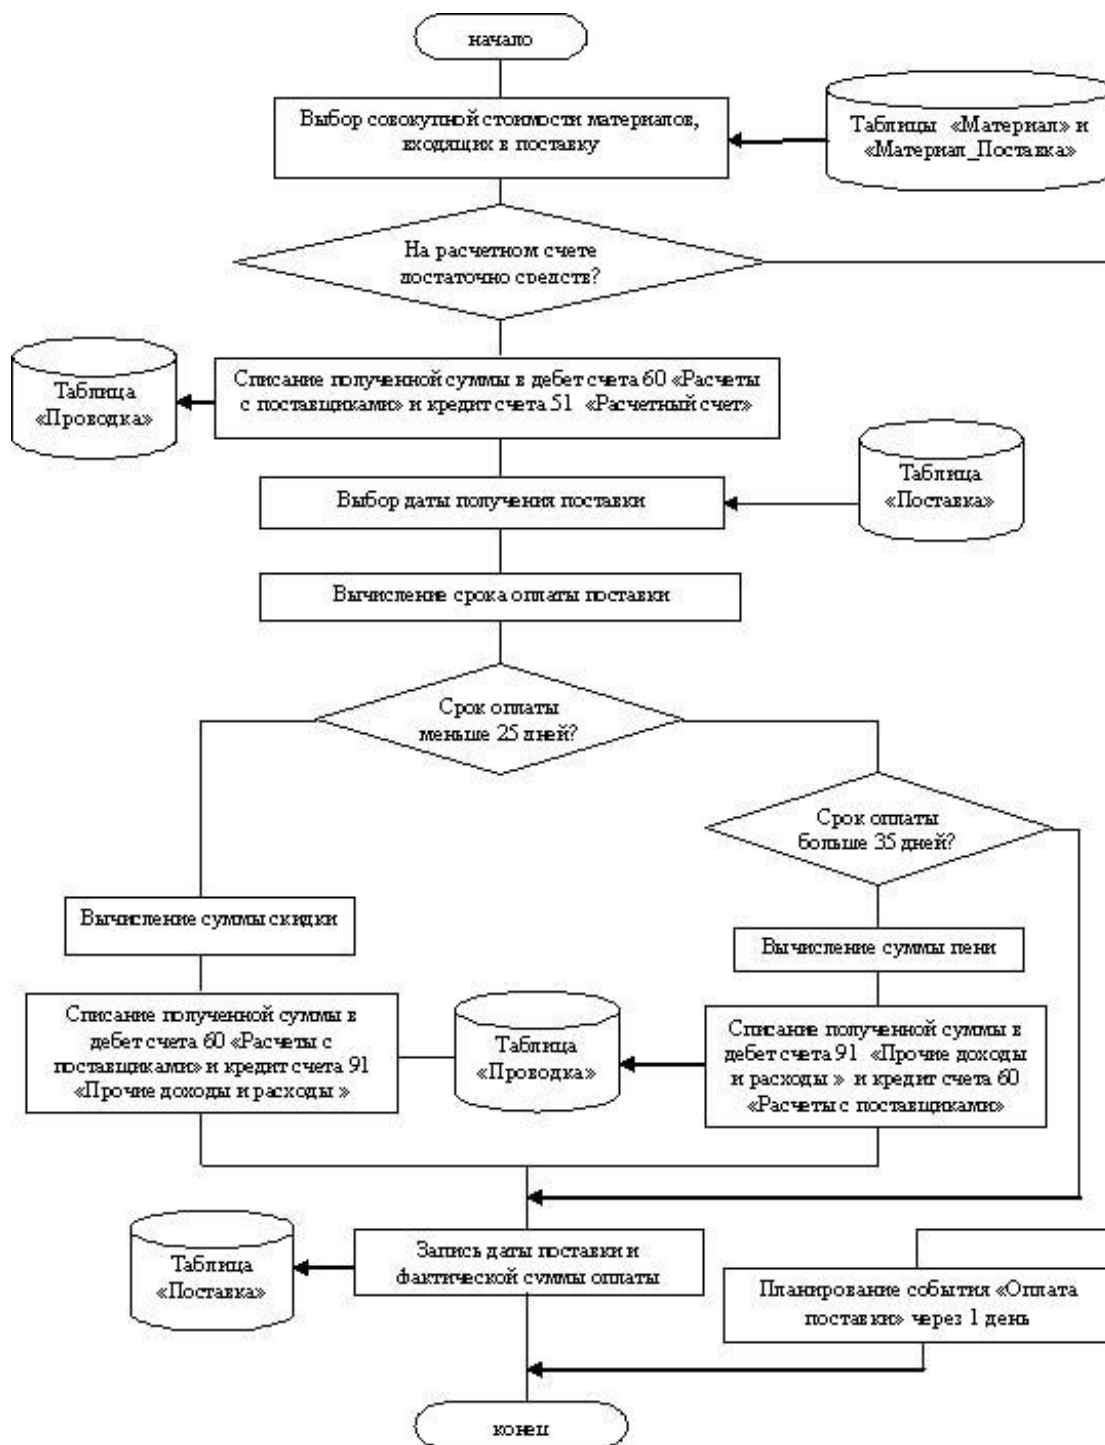 начало
Выбор совокупной стоимости материалов,
входящих в поставку
Таблицы «Материал» и
«Материал_Поставка»
На расчетном счете
достаточно средств?
Таблица
«Проводка»
Списание полученной суммы в дебет счета 60 «Расчеты
с поставщиками» и кредит счета 51 «Расчетный счет»
Выбор даты получения поставки
Таблица
«Поставка»
Вычисление срока оплаты поставки
Срок оплаты
меньше 25 дней?
Срок оплаты
больше 35 дней?
Вычисление суммы скидки
Вычисление суммы пени
Списание полученной суммы в
дебет счета 60 «Расчеты с
поставщиками» и кредит счета 91
«Прочие доходы и расходы »
Таблица
«Проводка»
Списание полученной суммы в
дебет счета 91 «Прочие доходы
и расходы » и кредит счета 60
«Расчеты с поставщиками»
Таблица
«Поставка»
Запись даты поставки и
фактической суммы оплаты
Планирование события «Оплата
поставки» через 1 день
конец